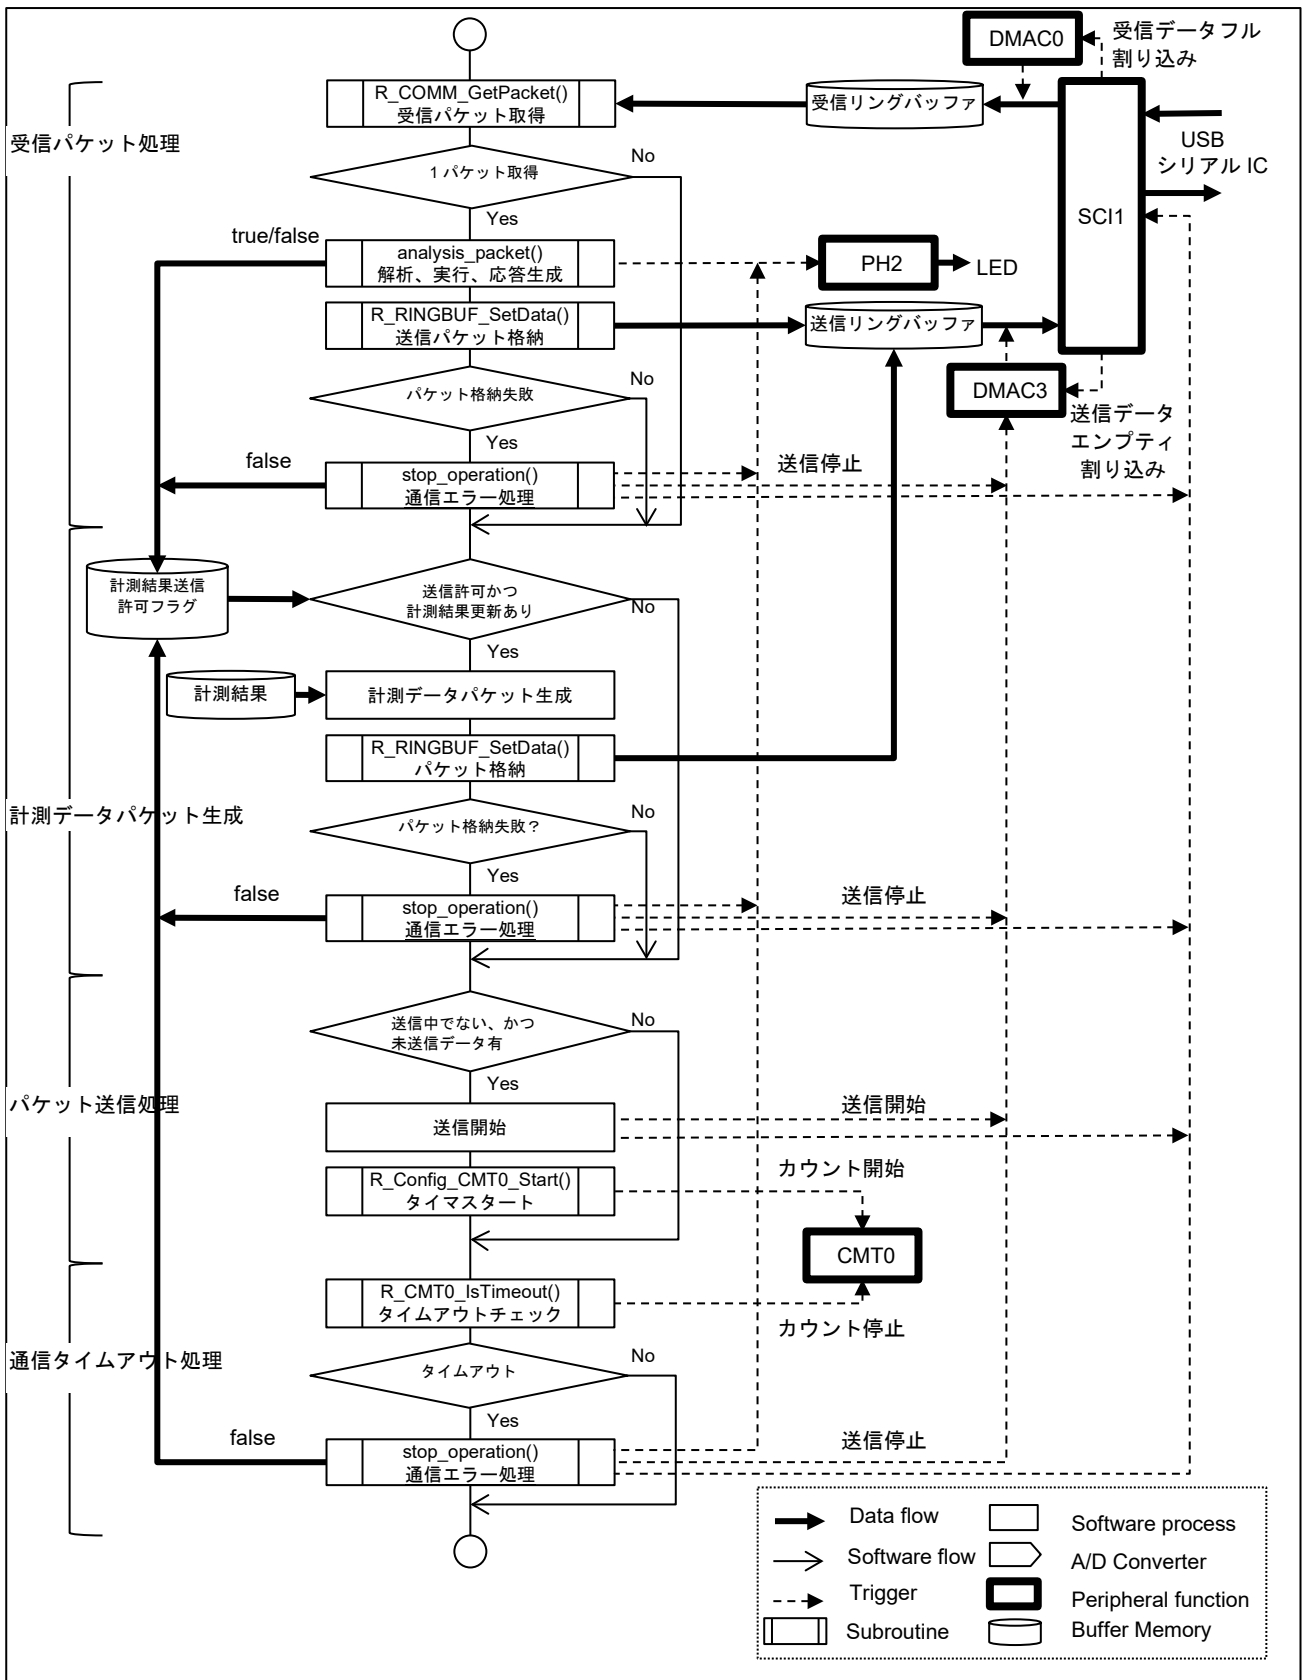 DMAC0
受信データフル
割り込み
R_COMM_GetPacket()
受信パケット取得
受信リングバッファ
受信パケット処理
USB
シリアル IC
1 パケット取得
No
Yes
SCI1
true/false
analysis_packet()
解析、実行、応答生成
PH2
LED
R_RINGBUF_SetData()
送信パケット格納
送信リングバッファ
パケット格納失敗
No
DMAC3
送信データ
エンプティ
割り込み
Yes
false
stop_operation()
通信エラー処理
送信停止
計測結果送信
許可フラグ
送信許可かつ
計測結果更新あり
No
Yes
計測結果
計測データパケット生成
R_RINGBUF_SetData()
パケット格納
計測データパケット生成
パケット格納失敗？
No
Yes
false
stop_operation()
通信エラー処理
送信停止
送信中でない、かつ
未送信データ有
No
Yes
パケット送信処理
送信開始
送信開始
R_Config_CMT0_Start()
タイマスタート
カウント開始
CMT0
R_CMT0_IsTimeout()
タイムアウトチェック
カウント停止
通信タイムアウト処理
タイムアウト
No
Yes
false
stop_operation()
通信エラー処理
送信停止
Data flow
Software process
Software flow
A/D Converter
Trigger
Peripheral function
Subroutine
Buffer Memory